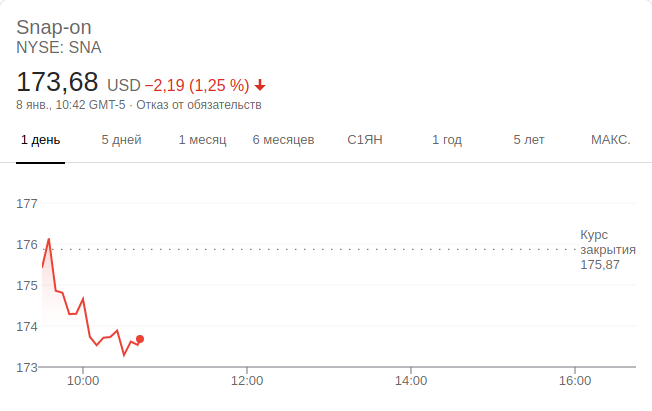 Snap-on
NYSE: SNA
173,68 USD −2,19 (1,25 %)
8 янв., 10:42 GMT-5 · Отказ от обязательств
1 день 5 дней 1 месяц 6 месяцев С1ЯН 1 год 5 лет МАКС.
177
176
175
174
173
Курс
закрытия
175,87
10:00 12:00 14:00 16:00